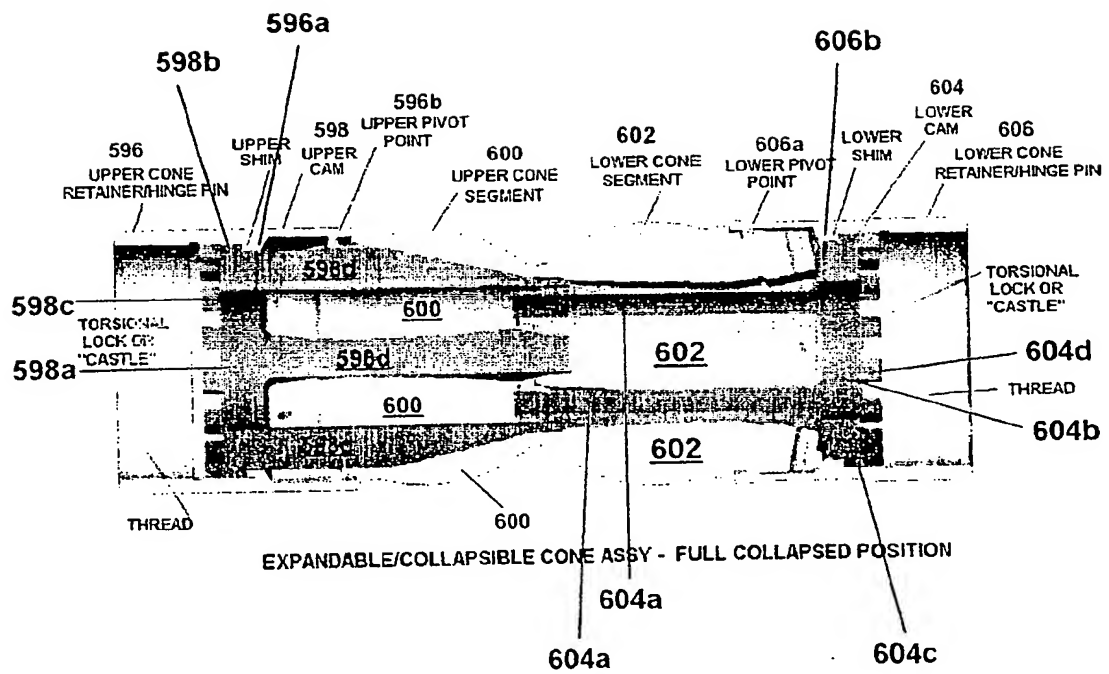 596a
598b
606b
596b
UPPER PIVOT
POINT
598
UPPER
CAM
UPPER
SHIM
596
UPPER CONE
RETAINER/HINGE PIN
600
UPPER CONE
SEGMENT
602
LOWER CONE
SEGMENT
606a
LOWER PIVOT
POINT
LOWER
SHIM
604
LOWER
CAM
606
LOWER CONE
RETAINER/HINGE PIN
598d
598c
600
TORSIONAL
LOCK OR
"CASTLE"
TORSIONAL
LOCK OR
"CASTLE"
598a
598d
602
604d
600
THREAD
604b
598d
602
THREAD
600
EXPANDABLE/COLLAPSIBLE CONE ASSY - FULL COLLAPSED POSITION
604a
604a
604c